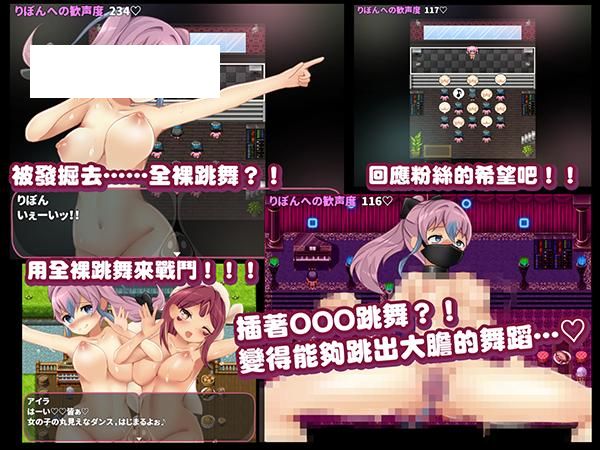 りぼんへの歓声度 234♡
りぼんへの歓声度 117♡
被發掘去……全裸跳舞？！
回應粉絲的希望吧！！
りぼん
いぇーいッ!!
りぼんへの歓声度 116♡
用全裸跳舞來戰鬥！！！
插著OOO跳舞？！
變得能夠跳出大膽的舞蹈…♡
アイラ
はーい♡♡皆ぁ♡
女の子の丸見えなダンス,はじまるよぉ♪